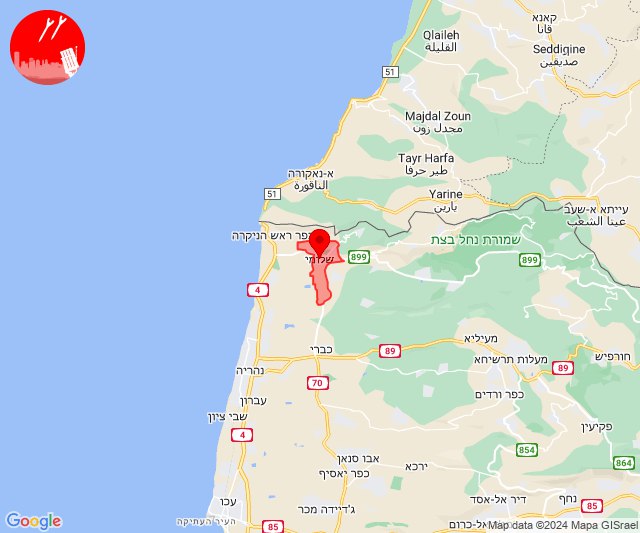 قانا
קאנא
Qlaileh
القليلة
Seddiqine
صديقين
51
Majdal Zoun
مجدل زون
Tayr Harfa
طير حرفا
א-נאקורה
الناقورة
51
Yarine
يارين
עייתא א-שעב
عيتا الشعب
כפר ראש הניקרה
שמורת נחל בצת
שלומי
899
899
4
כברי
89
מעיליא
מעלות תרשיחא
חורפיש
89
נהריה
70
כפר ורדים
עברון
שבי ציון
פקיעין
4
854
אבו סנאן
ירכא
כפר יאסיף
864
עכו
דיר אל-אסד
נחף
העיר העתיקה
ג'דיידה מכר
85
85
Google
Map data ©2024 Mapa GISrael